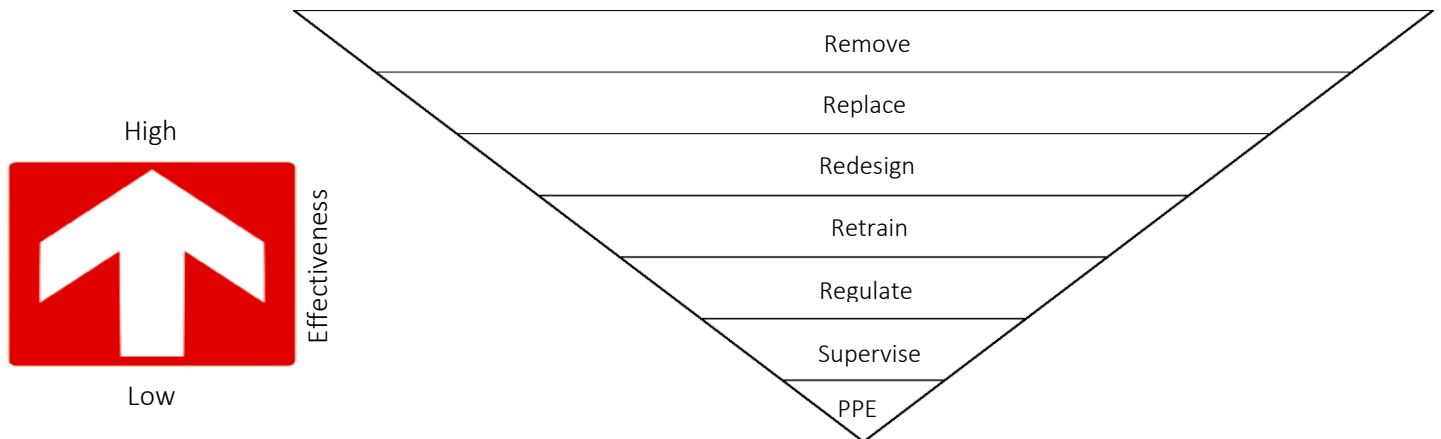 Remove
Replace
High
Redesign
Effectiveness
Retrain
Regulate
Supervise
Low
PPE